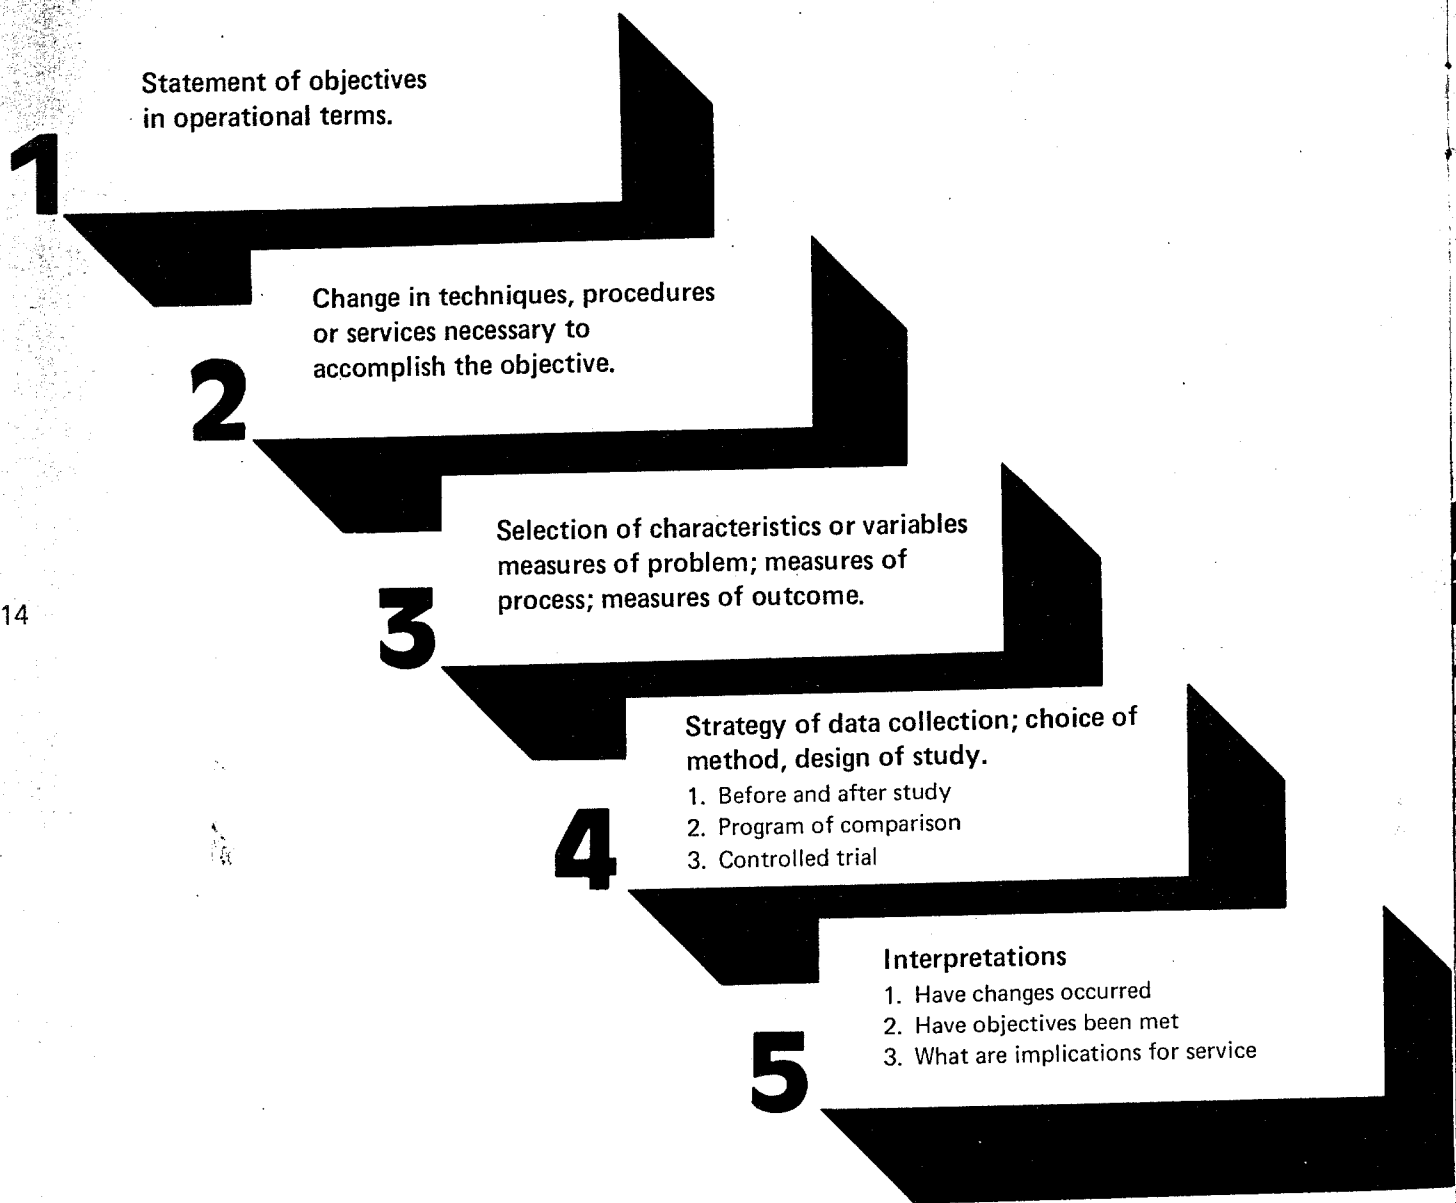 1
Statement of objectives
in operational terms.
2
Change in techniques, procedures
or services necessary to
accomplish the objective.
3
Selection of characteristics or variables
measures of problem; measures of
process; measures of outcome.
14
4
Strategy of data collection; choice of
method, design of study.
1. Before and after study
2. Program of comparison
3. Controlled trial
5
Interpretations
1. Have changes occurred
2. Have objectives been met
3. What are implications for service